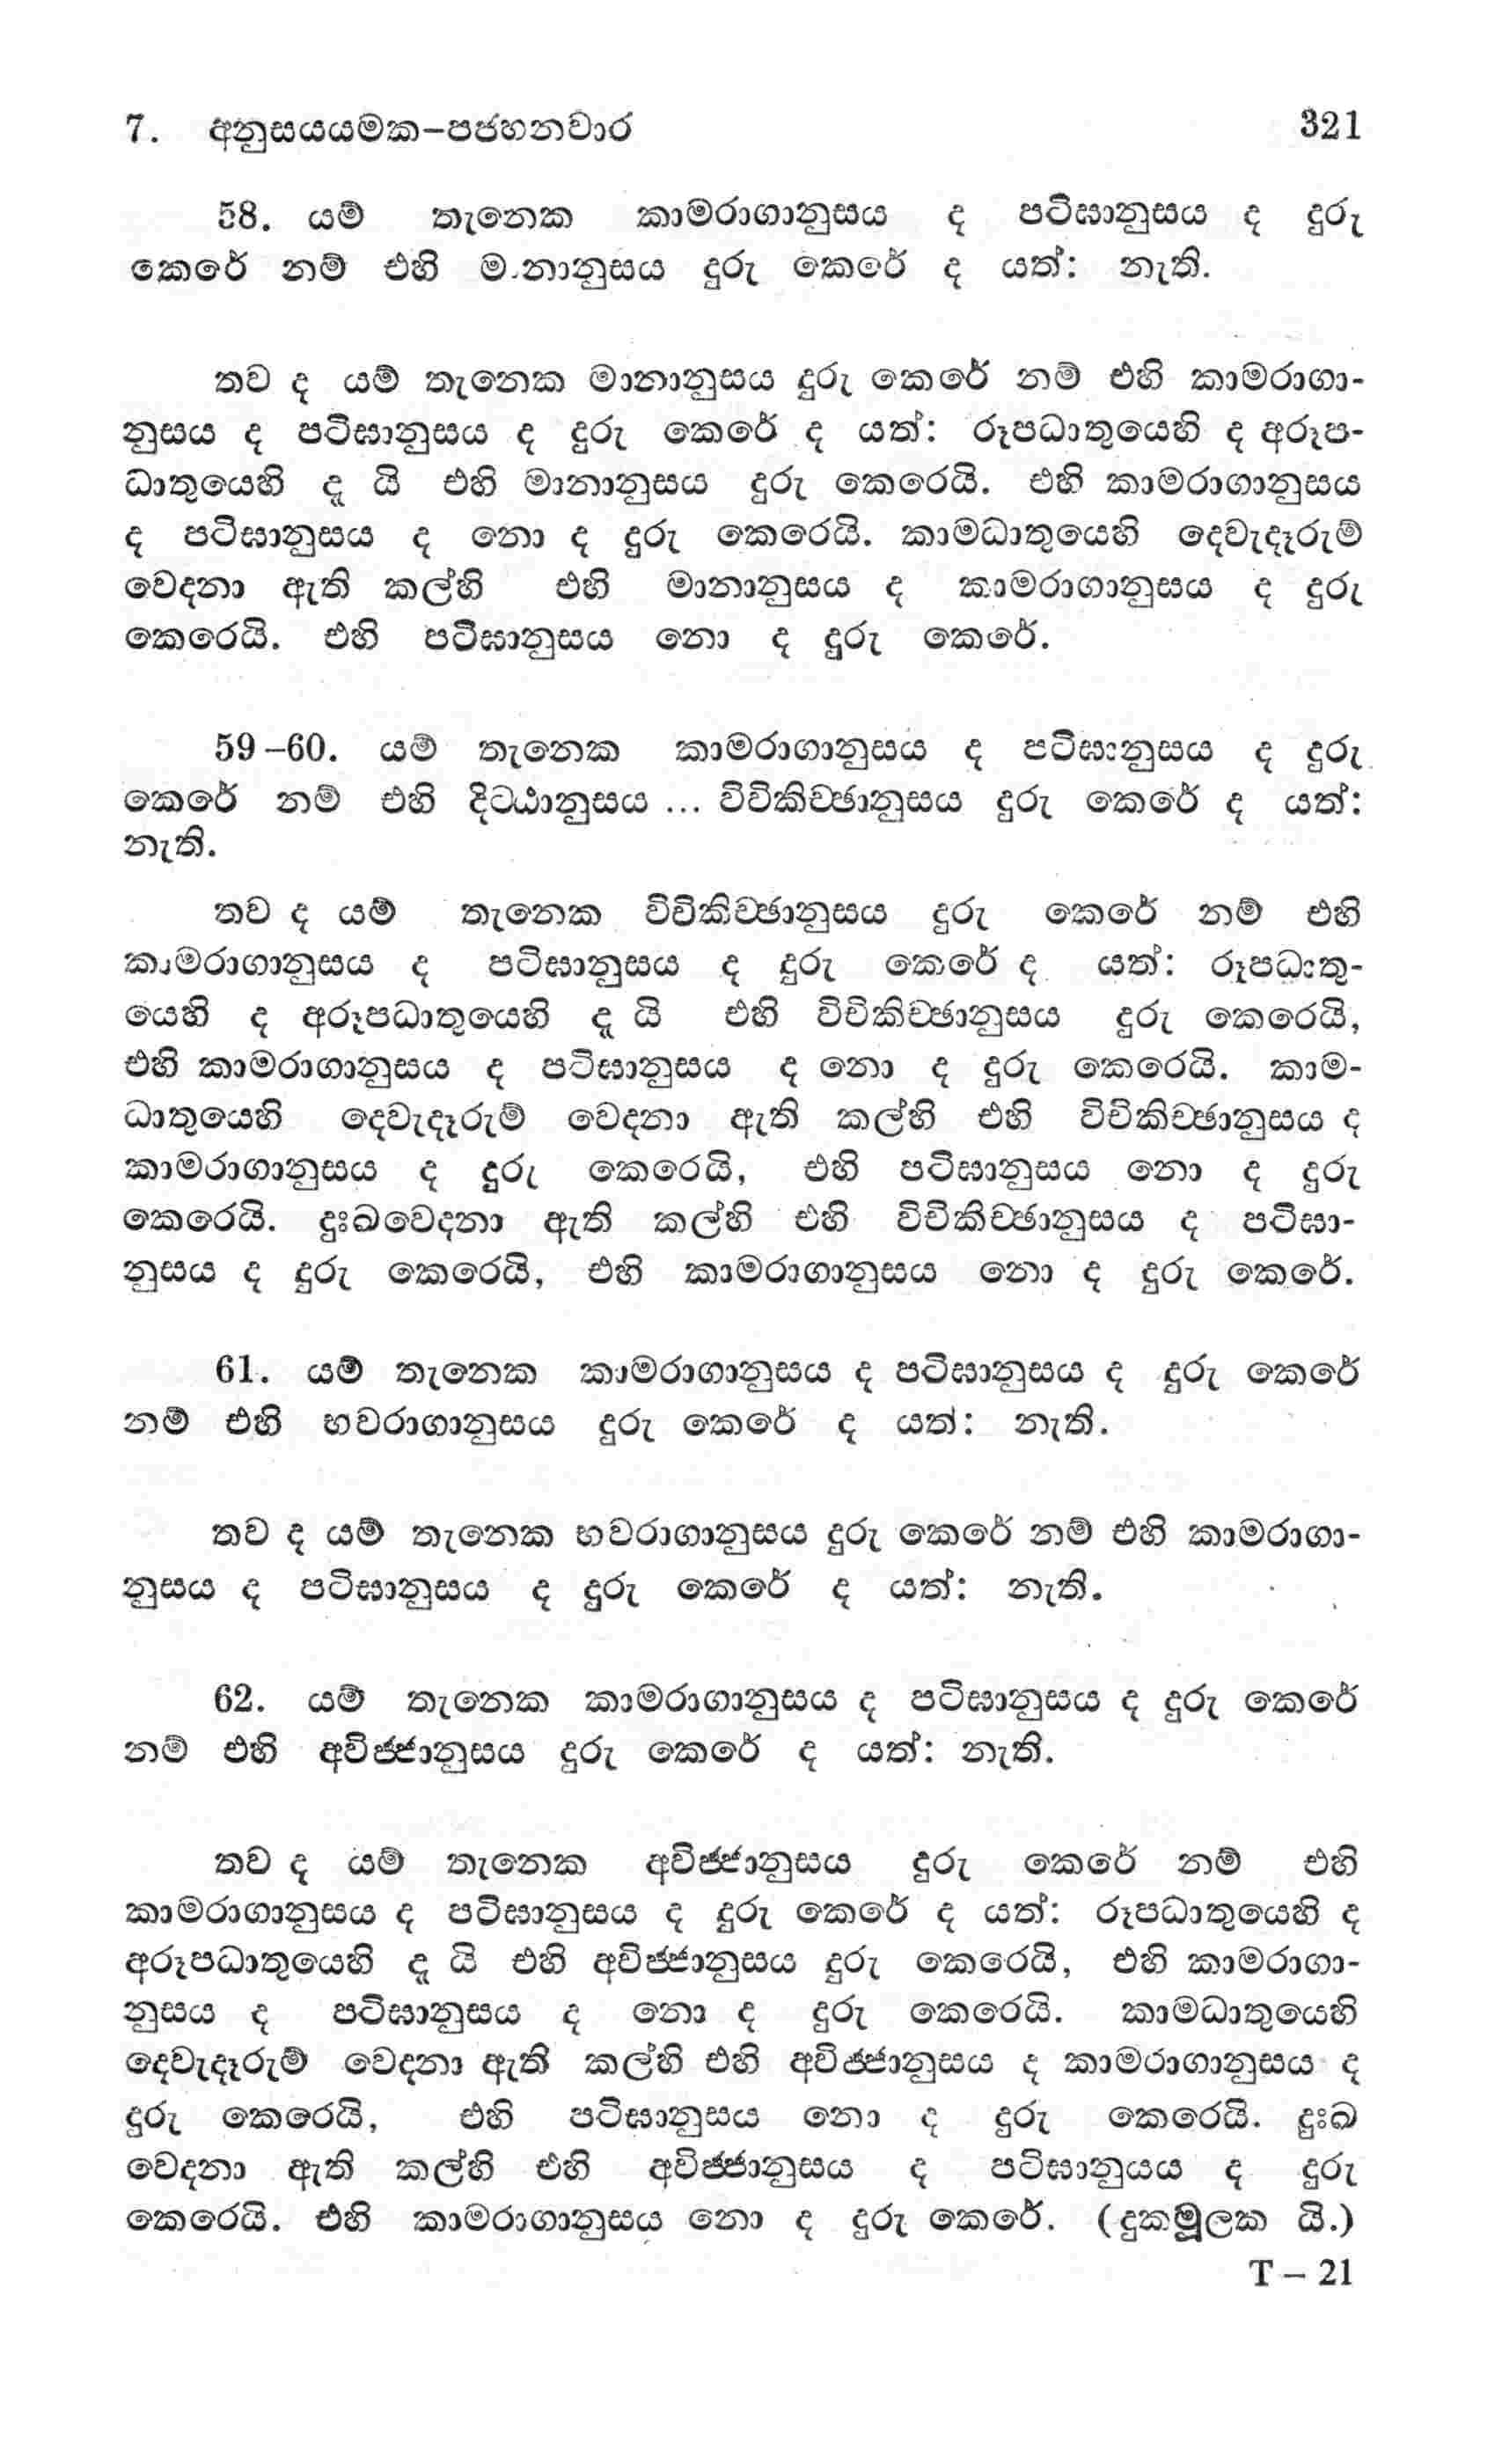 7. අනුසයයමක–පජහනවාර 321
58. යම් තැනෙක කාමරාගානුසය ද පටිඝානුසය ද දුරු
කෙරේ නම් එහි මානානුසය දුරු කෙරේ ද යත්: නැති.
තව ද යම් තැනෙක මානානුසය දුරු කෙරේ නම් එහි කාමරාගා-
නුසය ද පටිඝානුසය ද දුරු කෙරේ ද යත්: රූපධාතුයෙහි ද අරූප-
ධාතුයෙහි දූ යි එහි මානානුසය දුරු කෙරෙයි. එහි කාමරාගානුසය
ද පටිඝානුසය ද නො ද දුරු කෙරෙයි. කාමධාතුයෙහි දෙවැදෑරුම්
වෙදනා ඇති කල්හි එහි මානානුසය ද කාමරාගානුසය ද දුරු
කෙරෙයි. එහි පටිඝානුසය නො ද දුරු කෙරේ.
59–60. යම් තැනෙක කාමරාගානුසය ද පටිඝානුසය ද දුරු
කෙරේ නම් එහි දිට්ඨානුසය ... විචිකිච්ඡානුසය දුරු කෙරේ ද යත්:
නැති.
තව ද යම් තැනෙක විචිකිච්ඡානුසය දුරු කෙරේ නම් එහි
කාමරාගානුසය ද පටිඝානුසය ද දුරු කෙරේ ද යත්: රූපධාතු-
යෙහි ද අරූපධාතුයෙහි දූ යි එහි විචිකිච්ඡානුසය දුරු කෙරෙයි,
එහි කාමරාගානුසය ද පටිඝානුසය ද නො ද දුරු කෙරෙයි. කාම-
ධාතුයෙහි දෙවැදෑරුම් වෙදනා ඇති කල්හි එහි විචිකිච්ඡානුසය ද
කාමරාගානුසය ද දුරු කෙරෙයි, එහි පටිඝානුසය නො ද දුරු
කෙරෙයි. දුඃඛවෙදනා ඇති කල්හි එහි විචිකිච්ඡානුසය ද පටිඝා-
නුසය ද දුරු කෙරෙයි, එහි කාමරාගානුසය නො ද දුරු කෙරේ.
61. යම් තැනෙක කාමරාගානුසය ද පටිඝානුසය ද දුරු කෙරේ
නම් එහි භවරාගානුසය දුරු කෙරේ ද යත්: නැති.
තව ද යම් තැනෙක භවරාගානුසය දුරු කෙරේ නම් එහි කාමරාගා-
නුසය ද පටිඝානුසය ද දුරු කෙරේ ද යත්: නැති.
62. යම් තැනෙක කාමරාගානුසය ද පටිඝානුසය ද දුරු කෙරේ
නම් එහි අවිජ්ජානුසය දුරු කෙරේ ද යත්: නැති.
තව ද යම් තැනෙක අවිජ්ජානුසය දුරු කෙරේ නම් එහි
කාමරාගානුසය ද පටිඝානුසය ද දුරු කෙරේ ද යත්: රූපධාතුයෙහි ද
අරූපධාතුයෙහි දූ යි එහි අවිජ්ජානුසය දුරු කෙරෙයි, එහි කාමරාගා-
නුසය ද පටිඝානුසය ද නො ද දුරු කෙරෙයි. කාමධාතුයෙහි
දෙවැදෑරුම් වෙදනා ඇති කල්හි එහි අවිජ්ජානුසය ද කාමරාගානුසය ද
දුරු කෙරෙයි, එහි පටිඝානුසය නො ද දුරු කෙරෙයි. දුඃඛ
වෙදනා ඇති කල්හි එහි අවිජ්ජානුසය ද පටිඝානුයය ද දුරු
කෙරෙයි. එහි කාමරාගානුසය නො ද දුරු කෙරේ. (දුකමූලක යි.)
T – 21